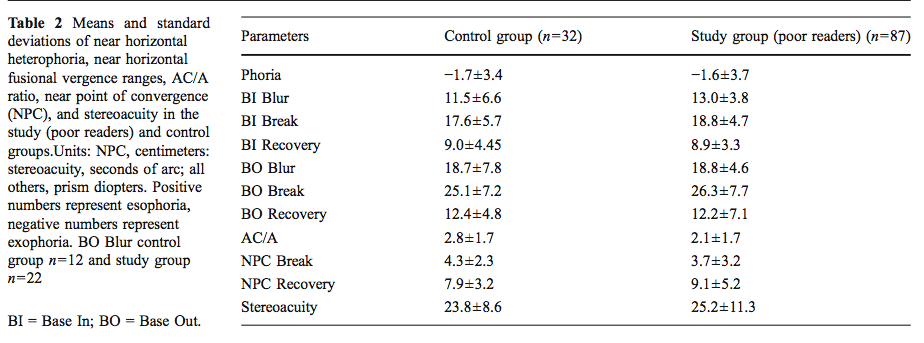 Table 2 Means and standard
deviations of near horizontal
heterophoria, near horizontal
fusional vergence ranges, AC/A
ratio, near point of convergence
(NPC), and stereoacuity in the
study (poor readers) and control
groups.Units: NPC, centimeters:
stereoacuity, seconds of arc; all
others, prism diopters. Positive
numbers represent esophoria,
negative numbers represent
exophoria. BO Blur control
group n=12 and study group
n=22
BI = Base In; BO = Base Out.
Parameters Control group (n=32) Study group (poor readers) (n=87)
Phoria −1.7±3.4 −1.6±3.7
BI Blur 11.5±6.6 13.0±3.8
BI Break 17.6±5.7 18.8±4.7
BI Recovery 9.0±4.45 8.9±3.3
BO Blur 18.7±7.8 18.8±4.6
BO Break 25.1±7.2 26.3±7.7
BO Recovery 12.4±4.8 12.2±7.1
AC/A 2.8±1.7 2.1±1.7
NPC Break 4.3±2.3 3.7±3.2
NPC Recovery 7.9±3.2 9.1±5.2
Stereoacuity 23.8±8.6 25.2±11.3